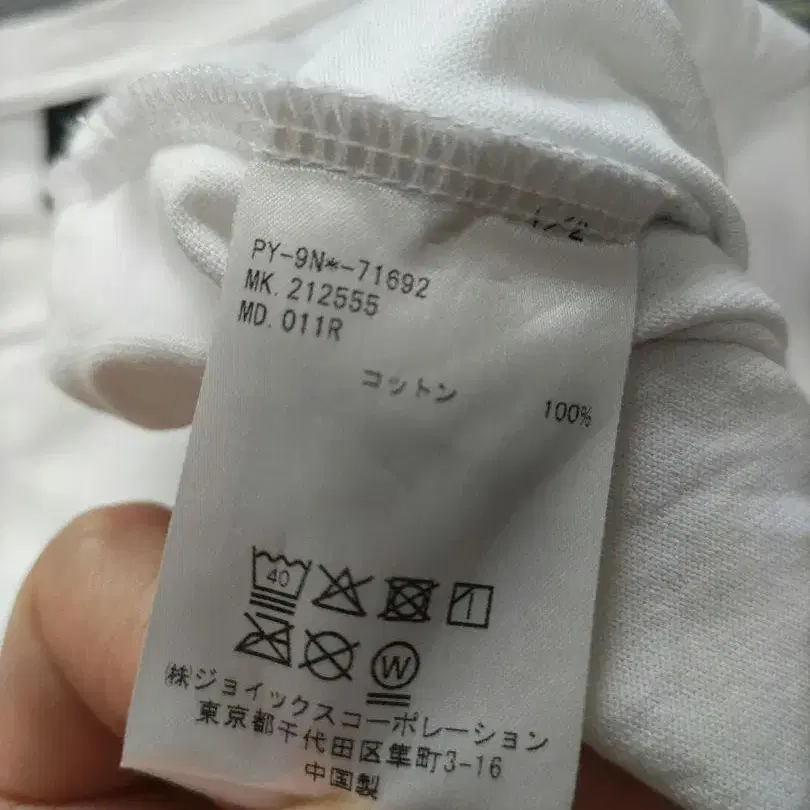 1/2
PY-9N*-71692
MK. 212555
MD. 011R
コットン 100%
40
W
㈱ジョイックスコーポレーション
東京都千代田区隼町3-16
中国製